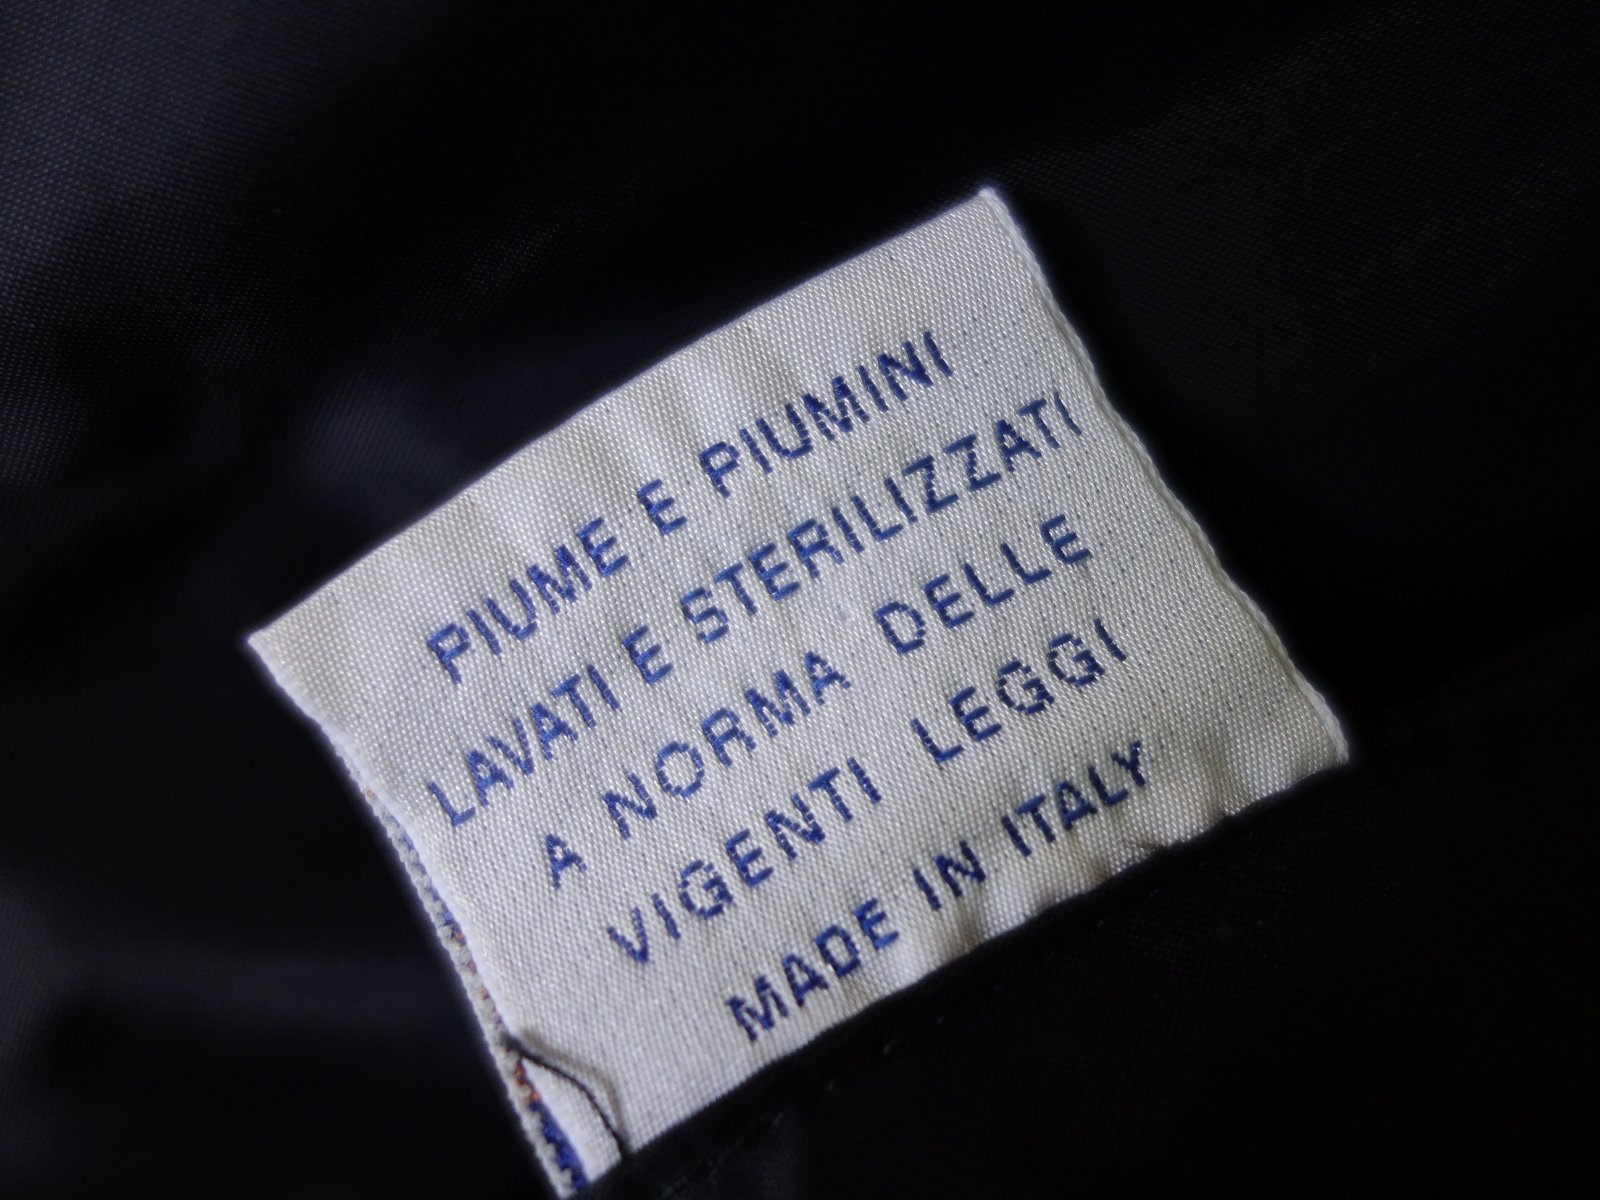 PIUME E PIUMINI
LAVATI E STERILIZZATI
A NORMA DELLE
VIGENTI LEGGI
MADE IN ITALY